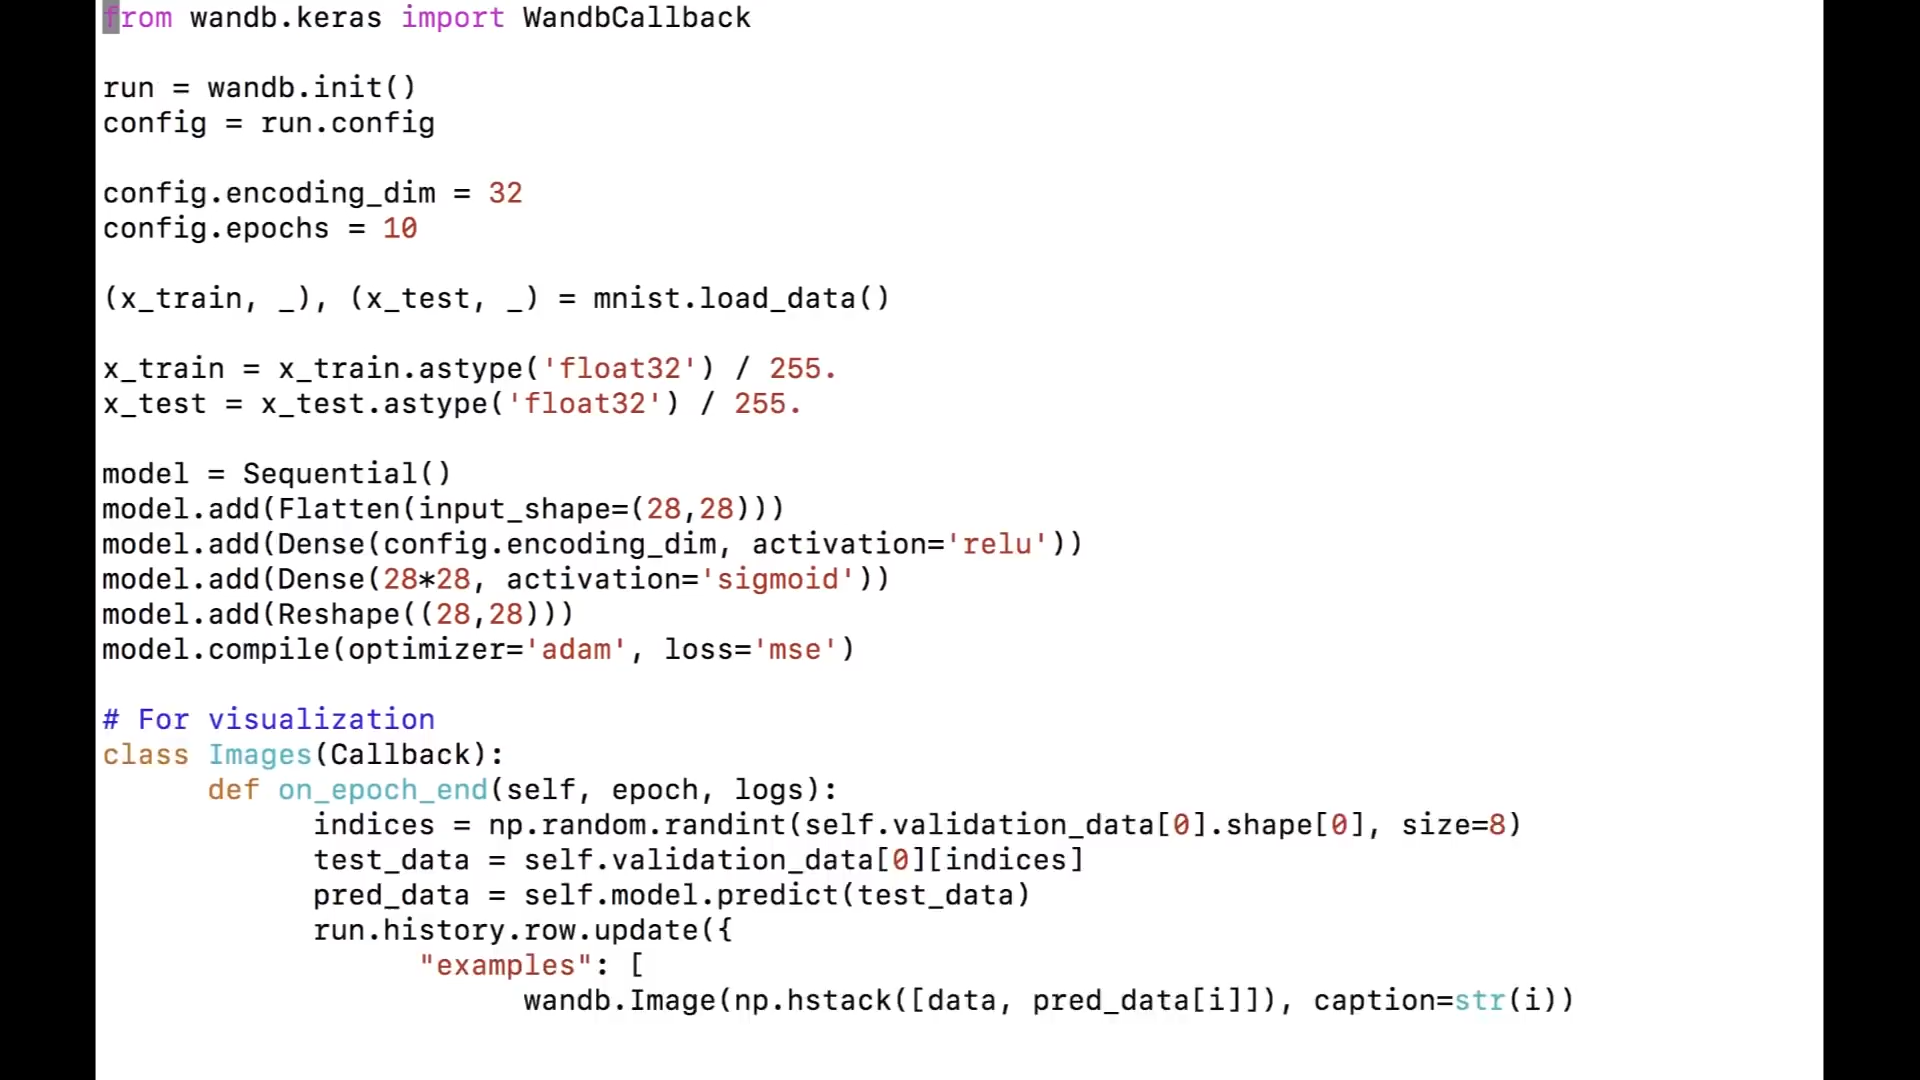 from wandb.keras import WandbCallback
run = wandb.init()
config = run.config
config.encoding_dim = 32
config.epochs = 10
(x_train, _), (x_test, _) = mnist.load_data()
x_train = x_train.astype('float32') / 255.
x_test = x_test.astype('float32') / 255.
model = Sequential()
model.add(Flatten(input_shape=(28,28)))
model.add(Dense(config.encoding_dim, activation='relu'))
model.add(Dense(28*28, activation='sigmoid'))
model.add(Reshape((28,28)))
model.compile(optimizer='adam', loss='mse')
# For visualization
class Images(Callback):
def on_epoch_end(self, epoch, logs):
indices = np.random.randint(self.validation_data[0].shape[0], size=8)
test_data = self.validation_data[0][indices]
pred_data = self.model.predict(test_data)
run.history.row.update({
"examples": [
wandb.Image(np.hstack([data, pred_data[i]]), caption=str(i))